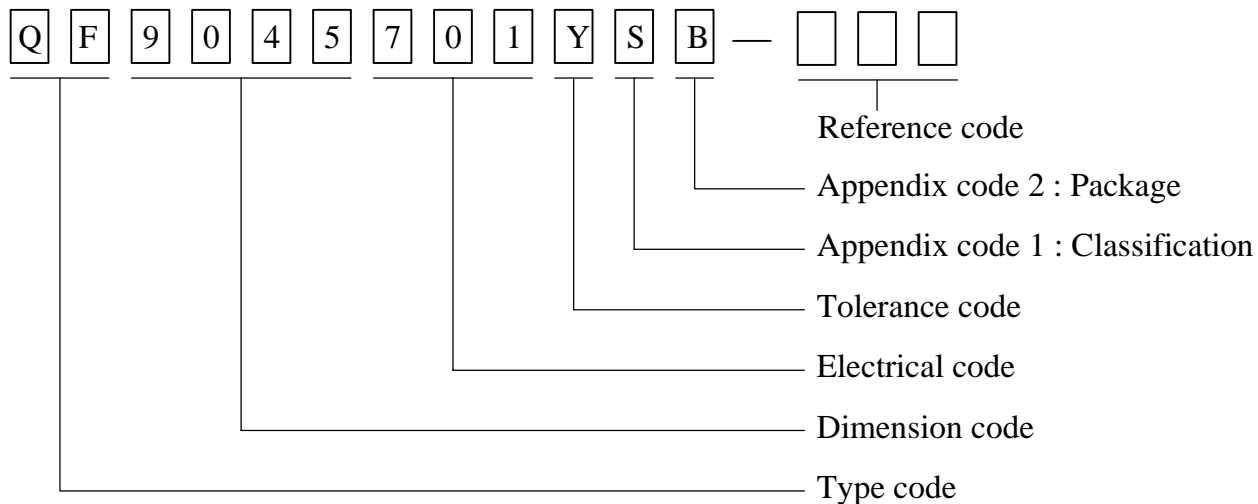 Q F 9 0 4 5 7 0 1 Y S B —
Reference code
Appendix code 2 : Package
Appendix code 1 : Classification
Tolerance code
Electrical code
Dimension code
Type code